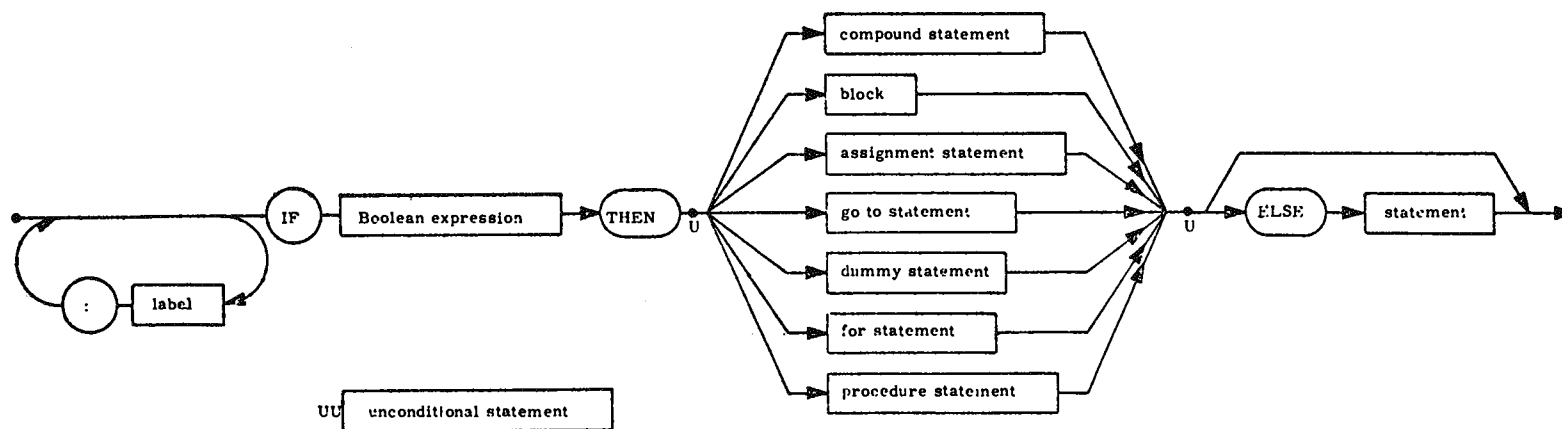 compound statement
block
assignment statement
: label IF Boolean expression THEN U go to statement U ELSE statement
dummy statement
for statement
procedure statement
UU unconditional statement